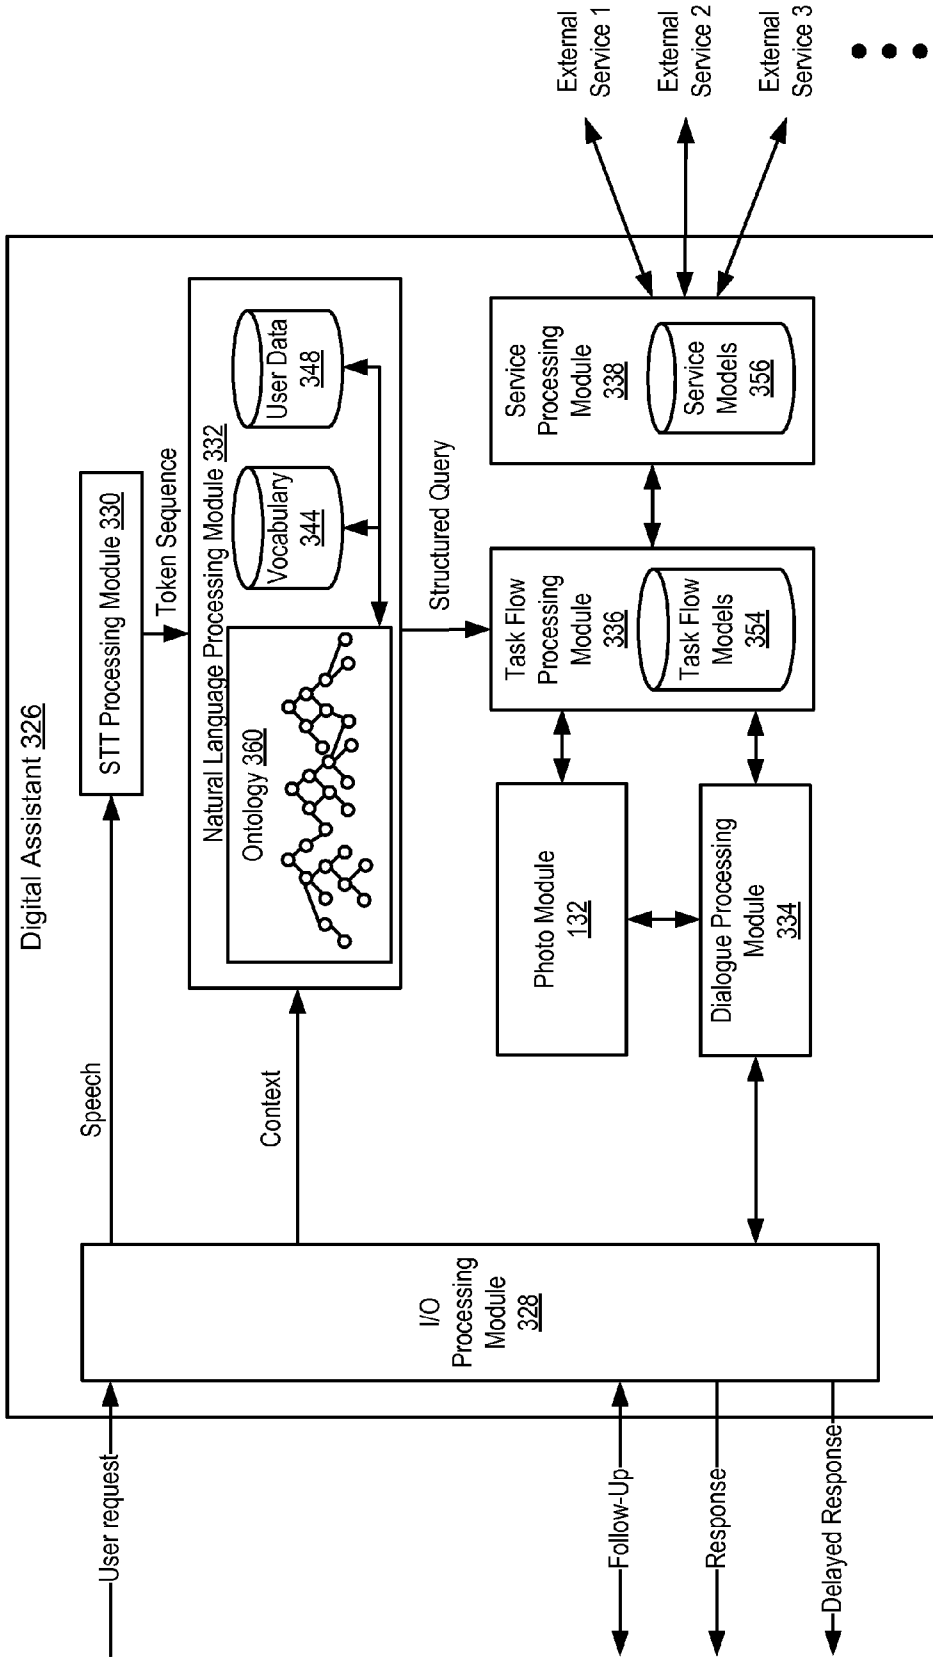 Digital Assistant 326
User request
Follow-Up
Response
Delayed Response
I/O
Processing
Module
328
Speech
Context
STT Processing Module 330
Token Sequence
Natural Language Processing Module 332
Ontology 360
Vocabulary
344
User Data
348
Structured Query
Photo Module
132
Dialogue Processing
Module
334
Task Flow
Processing
Module
336
Task Flow
Models
354
Service
Processing
Module
338
Service
Models
356
External
Service 1
External
Service 2
External
Service 3